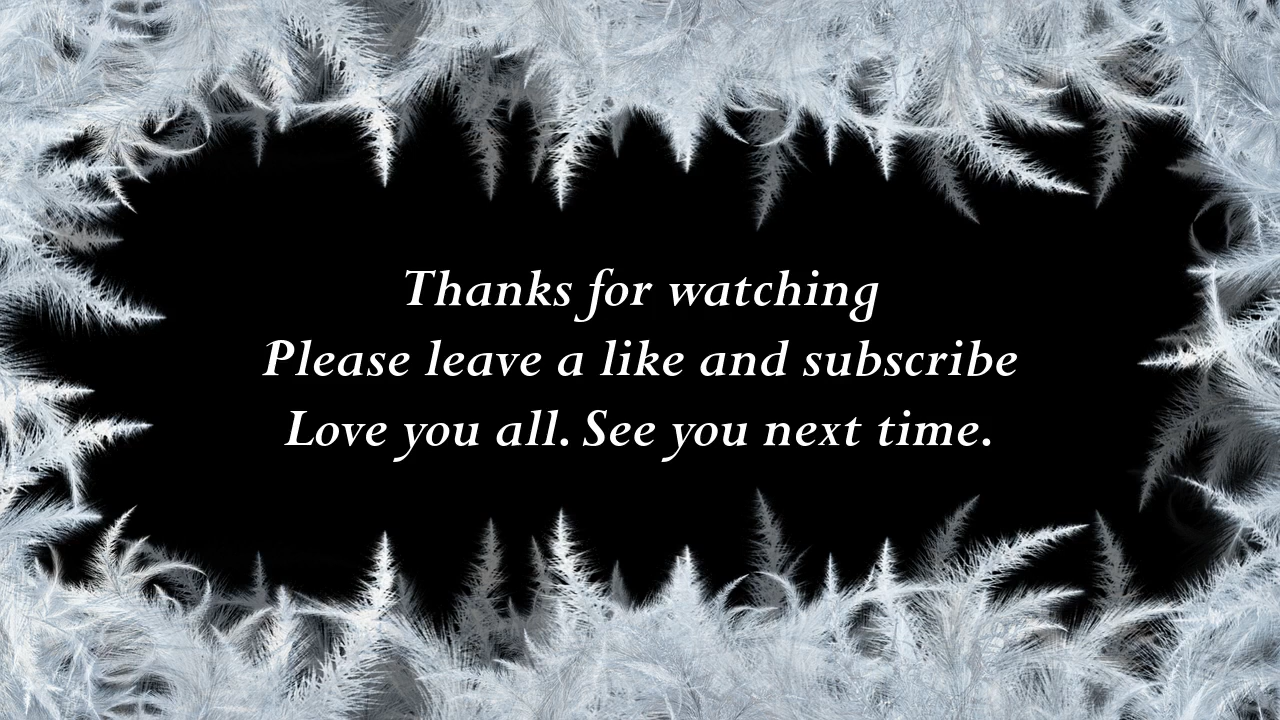 Thanks for watching
Please leave a like and subscribe
Love you all. See you next time.